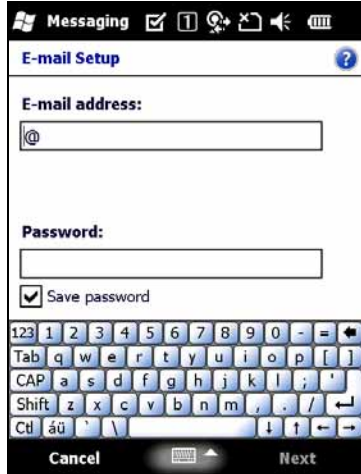 Messaging 1
E-mail Setup ?
E-mail address:
@
Password:
Save password
123 1 2 3 4 5 6 7 8 9 0 - =
Tab q w e r t y u i o p [ ]
CAP a s d f g h j k l ; '
Shift z x c v b n m , . /
Ctl áü ` \
Cancel Next